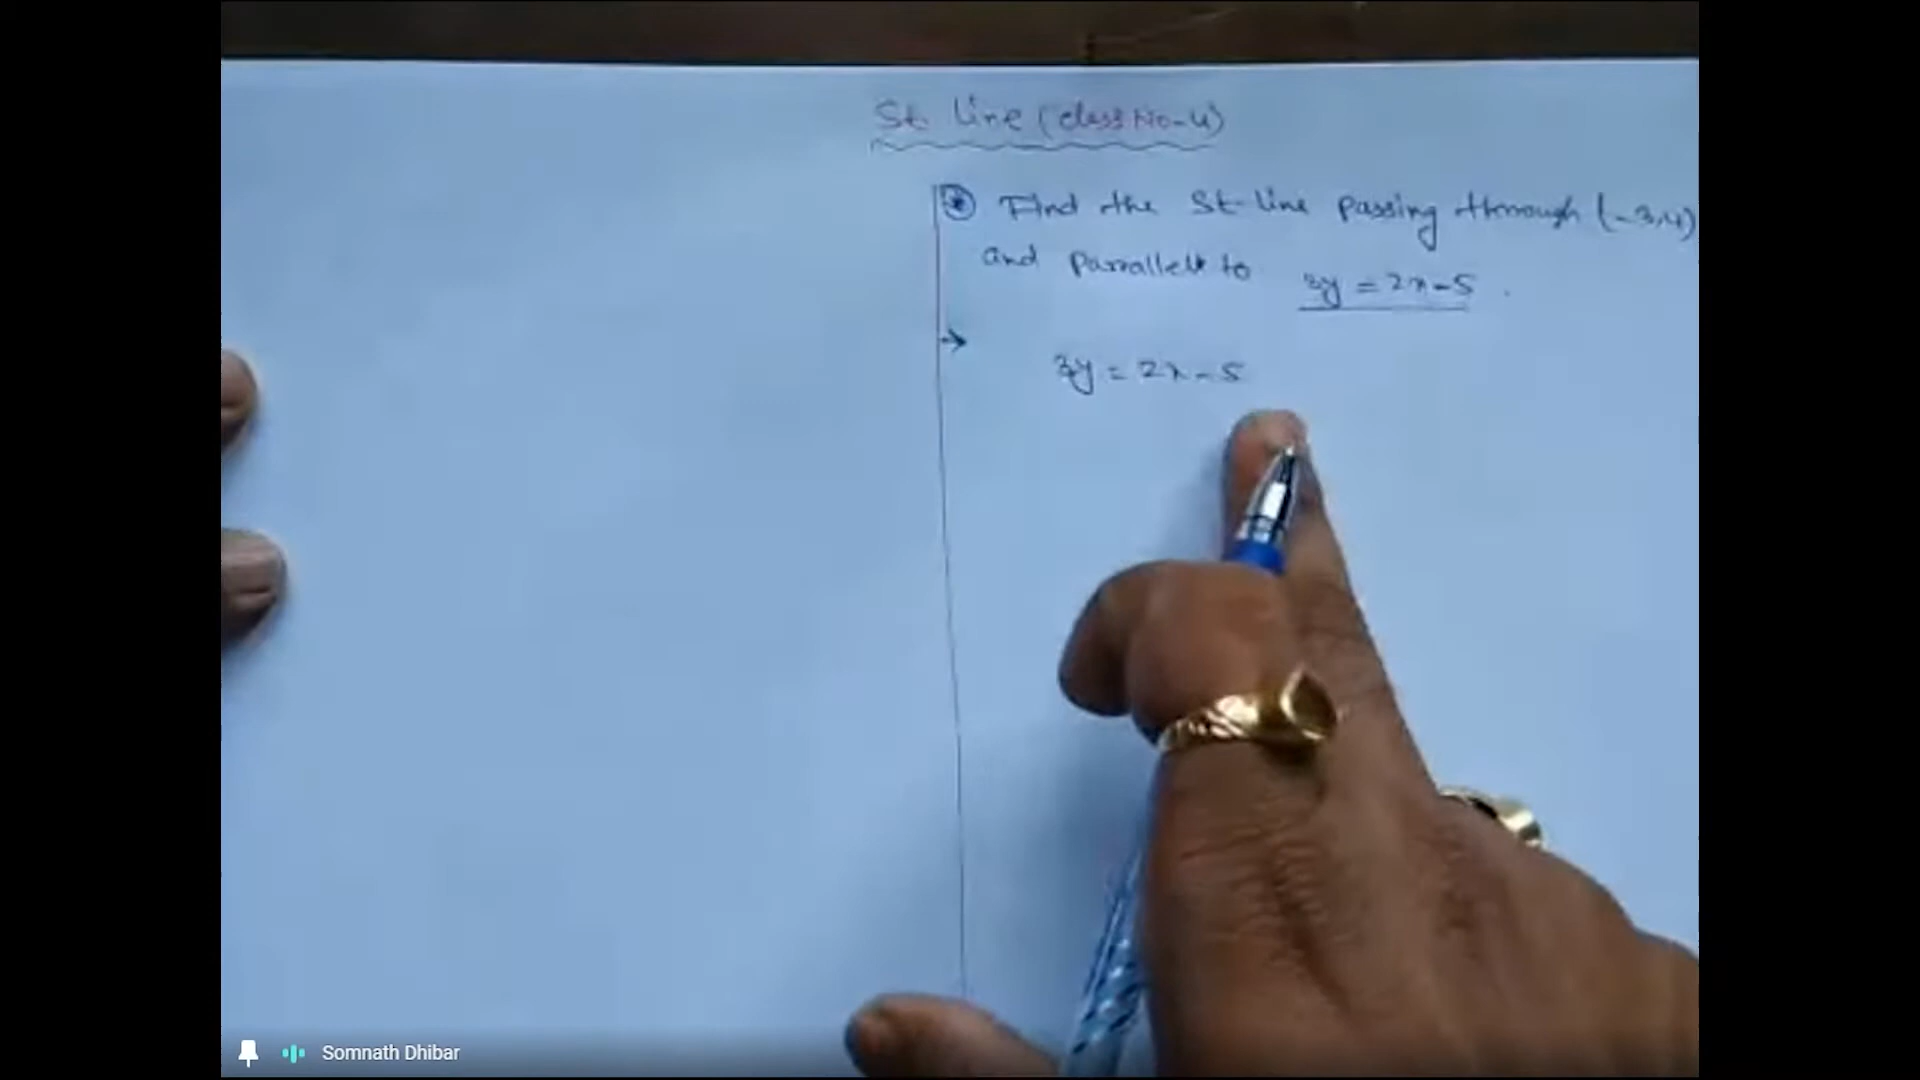 St. line (class No-4)
* Find the St-line passing through (-3,4)
and parallel to 3y = 2x-5.
→
3y = 2x-5
Somnath Dhibar